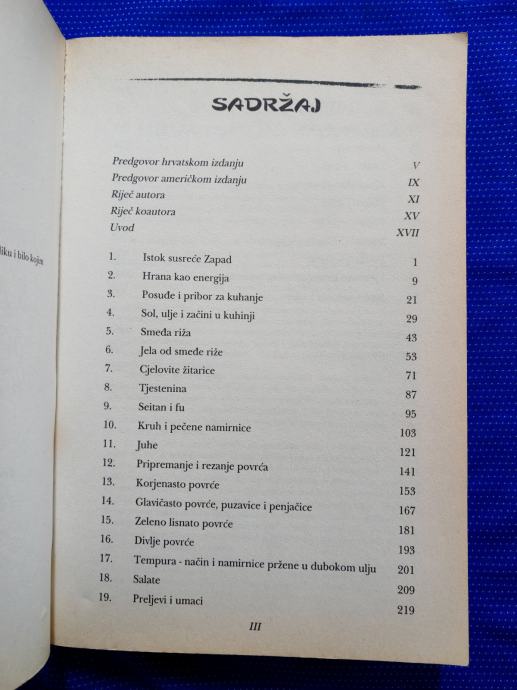 SADRŽAJ
Predgovor hrvatskom izdanju V
Predgovor američkom izdanju IX
Riječ autora XI
Riječ koautora XV
Uvod XVII
1. Istok susreće Zapad 1
2. Hrana kao energija 9
3. Posuđe i pribor za kuhanje 21
4. Sol, ulje i začini u kuhinji 29
5. Smeđa riža 43
6. Jela od smeđe riže 53
7. Cjelovite žitarice 71
8. Tjestenina 87
9. Seitan i fu 95
10. Kruh i pečene namirnice 103
11. Juhe 121
12. Pripremanje i rezanje povrća 141
13. Korjenasto povrće 153
14. Glavičasto povrće, puzavice i penjačice 167
15. Zeleno lisnato povrće 181
16. Divlje povrće 193
17. Tempura - način i namirnice pržene u dubokom ulju 201
18. Salate 209
19. Preljevi i umaci 219
III
liku i bilo kojim